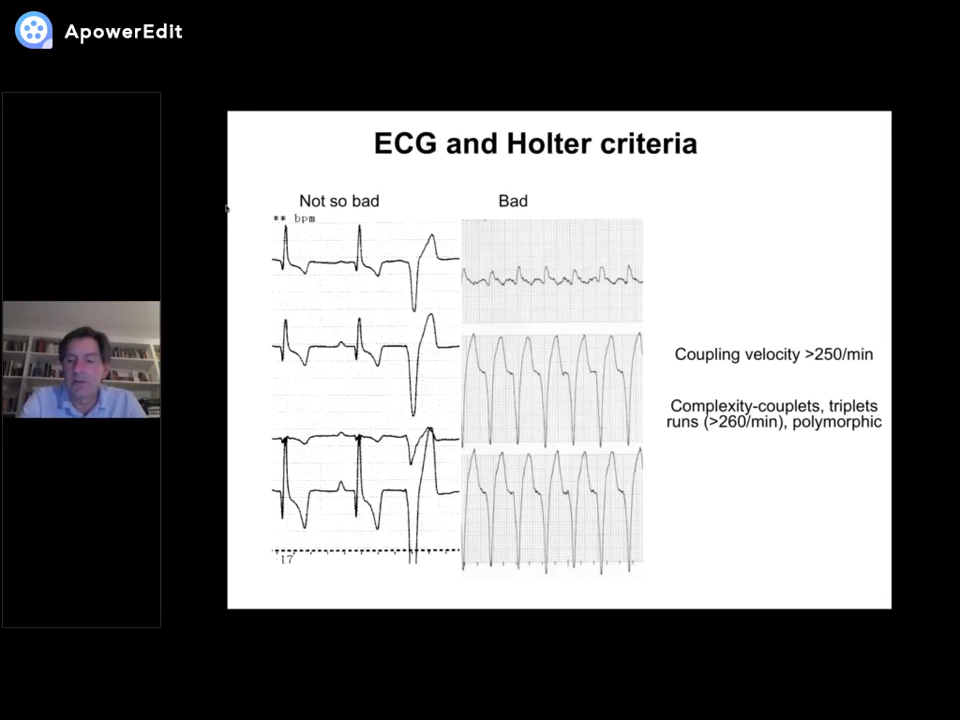 ApowerEdit
ECG and Holter criteria
Not so bad
Bad
** bpm
Coupling velocity >250/min
Complexity-couplets, triplets
runs (>260/min), polymorphic
17